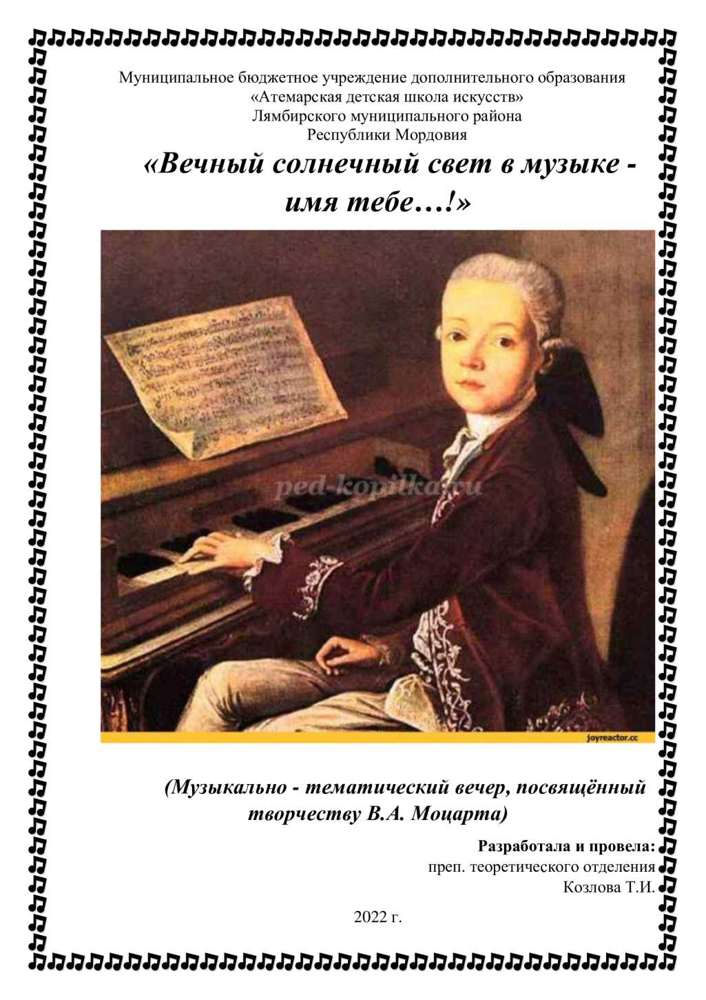 Муниципальное бюджетное учреждение дополнительного образования
«Атемарская детская школа искусств»
Лямбирского муниципального района
Республики Мордовия
«Вечный солнечный свет в музыке -
имя тебе…!»
ped-kopilka.ru
joyreactor.cc
(Музыкально - тематический вечер, посвящённый
творчеству В.А. Моцарта)
Разработала и провела:
преп. теоретического отделения
Козлова Т.И.
2022 г.